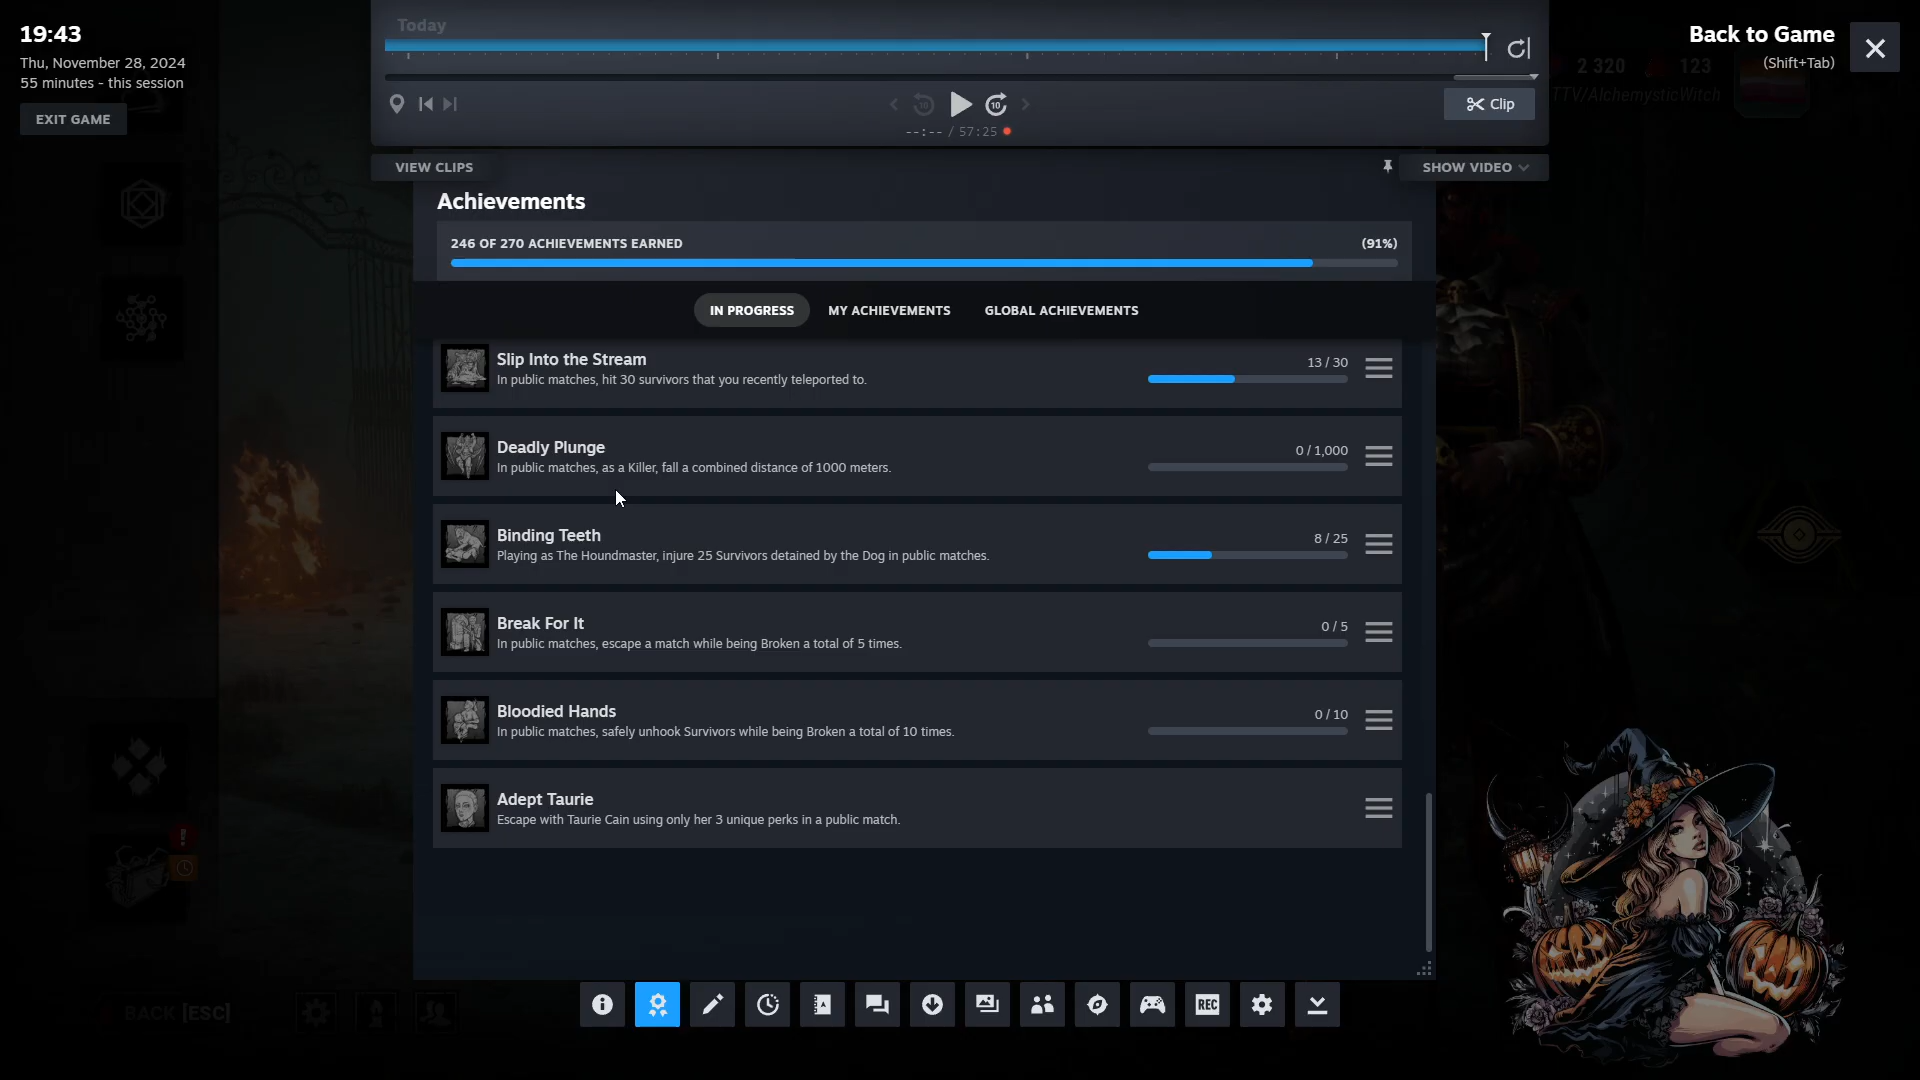 19:43
Thu, November 28, 2024
55 minutes - this session
EXIT GAME
Today
--:-- / 57:25
Clip
Back to Game
(Shift+Tab)
2 320
123
TTV/AlchemysticWitch
VIEW CLIPS
SHOW VIDEO
Achievements
246 OF 270 ACHIEVEMENTS EARNED
(91%)
IN PROGRESS
MY ACHIEVEMENTS
GLOBAL ACHIEVEMENTS
Slip Into the Stream
In public matches, hit 30 survivors that you recently teleported to.
13 / 30
Deadly Plunge
In public matches, as a Killer, fall a combined distance of 1000 meters.
0 / 1,000
Binding Teeth
Playing as The Houndmaster, injure 25 Survivors detained by the Dog in public matches.
8 / 25
Break For It
In public matches, escape a match while being Broken a total of 5 times.
0 / 5
Bloodied Hands
In public matches, safely unhook Survivors while being Broken a total of 10 times.
0 / 10
Adept Taurie
Escape with Taurie Cain using only her 3 unique perks in a public match.
BACK [ESC]
REC